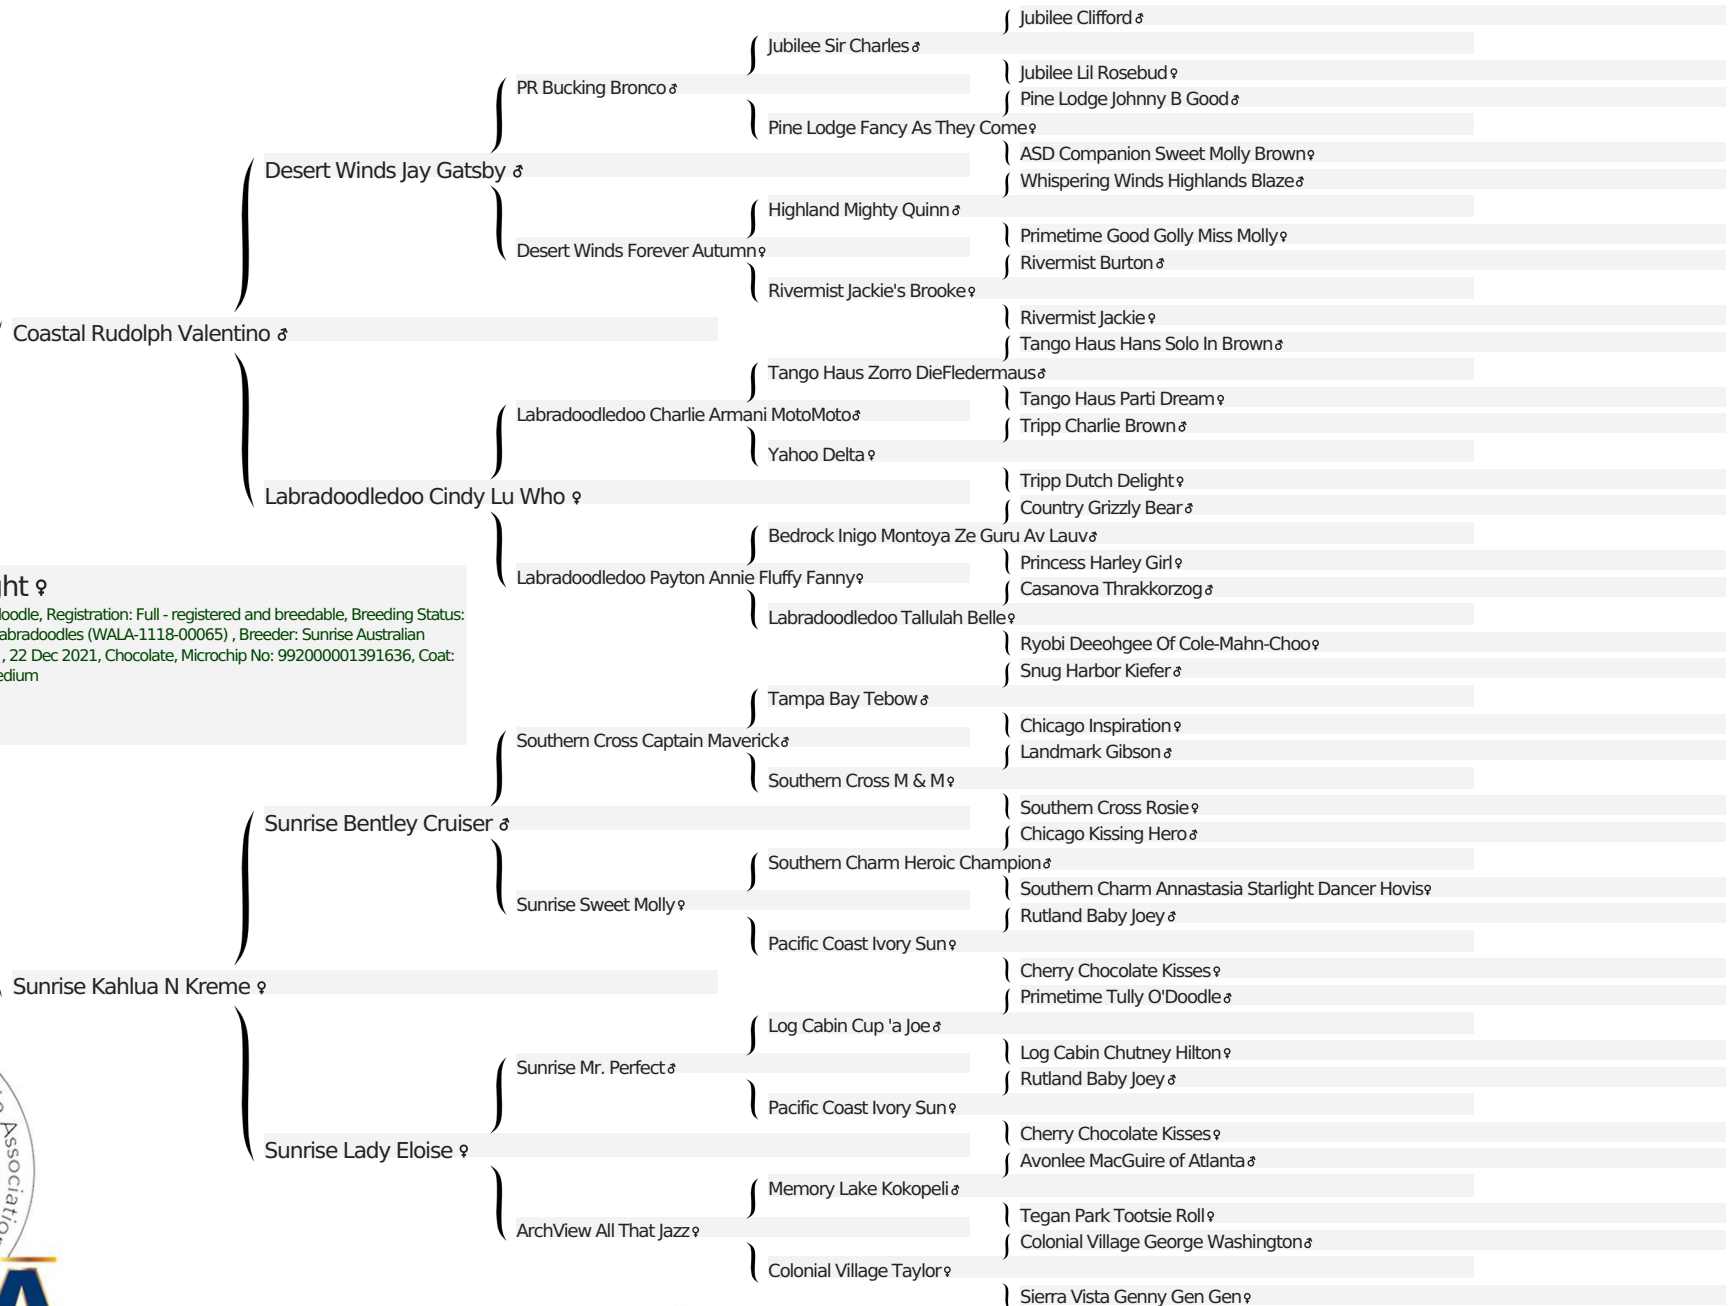 Jubilee Clifford ♂
Jubilee Sir Charles ♂
Jubilee Lil Rosebud ♀
PR Bucking Bronco ♂
Pine Lodge Johnny B Good ♂
Pine Lodge Fancy As They Come ♀
ASD Companion Sweet Molly Brown ♀
Desert Winds Jay Gatsby ♂
Whispering Winds Highlands Blaze ♂
Highland Mighty Quinn ♂
Primetime Good Golly Miss Molly ♀
Desert Winds Forever Autumn ♀
Rivermist Burton ♂
Rivermist Jackie's Brooke ♀
Rivermist Jackie ♀
Coastal Rudolph Valentino ♂
Tango Haus Hans Solo In Brown ♂
Tango Haus Zorro DieFledermaus ♂
Tango Haus Parti Dream ♀
Labradoodledoo Charlie Armani MotoMoto ♂
Tripp Charlie Brown ♂
Yahoo Delta ♀
Tripp Dutch Delight ♀
Labradoodledoo Cindy Lu Who ♀
Country Grizzly Bear ♂
Bedrock Inigo Montoya Ze Guru Av Lauv ♂
Princess Harley Girl ♀
Labradoodledoo Payton Annie Fluffy Fanny ♀
Casanova Thrakkorzog ♂
Labradoodledoo Tallulah Belle ♀
Ryobi Deeohgee Of Cole-Mahn-Choo ♀
ht ♀
oodle, Registration: Full - registered and breedable, Breeding Status:
abradoodles (WALA-1118-00065) , Breeder: Sunrise Australian
, 22 Dec 2021, Chocolate, Microchip No: 992000001391636, Coat:
edium
Snug Harbor Kiefer ♂
Tampa Bay Tebow ♂
Chicago Inspiration ♀
Southern Cross Captain Maverick ♂
Landmark Gibson ♂
Southern Cross M & M ♀
Southern Cross Rosie ♀
Sunrise Bentley Cruiser ♂
Chicago Kissing Hero ♂
Southern Charm Heroic Champion ♂
Southern Charm Annastasia Starlight Dancer Hovis ♀
Sunrise Sweet Molly ♀
Rutland Baby Joey ♂
Pacific Coast Ivory Sun ♀
Cherry Chocolate Kisses ♀
Sunrise Kahlua N Kreme ♀
Primetime Tully O'Doodle ♂
Log Cabin Cup 'a Joe ♂
Log Cabin Chutney Hilton ♀
Sunrise Mr. Perfect ♂
Rutland Baby Joey ♂
Pacific Coast Ivory Sun ♀
Cherry Chocolate Kisses ♀
Sunrise Lady Eloise ♀
Avonlee MacGuire of Atlanta ♂
Memory Lake Kokopeli ♂
Tegan Park Tootsie Roll ♀
ArchView All That Jazz ♀
Colonial Village George Washington ♂
Colonial Village Taylor ♀
Sierra Vista Genny Gen Gen ♀
Association
A